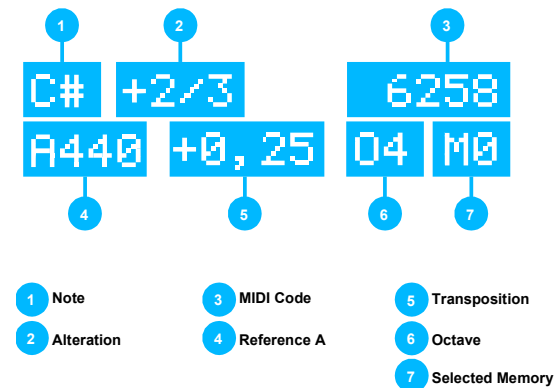 1 2 3
C# +2/3 6258
A440 +0,25 O4 M0
4 5 6 7
1 Note 3 MIDI Code 5 Transposition
2 Alteration 4 Reference A 6 Octave
7 Selected Memory